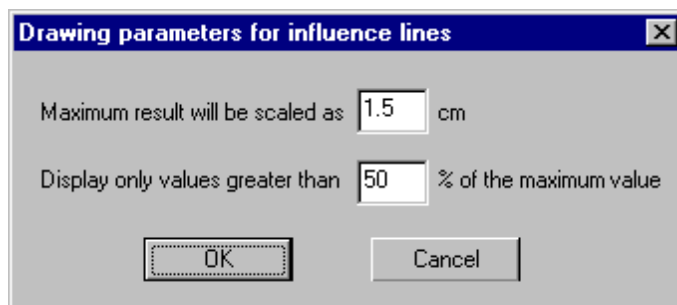 Drawing parameters for influence lines
Maximum result will be scaled as 1.5 cm
Display only values greater than 50 % of the maximum value
OK Cancel